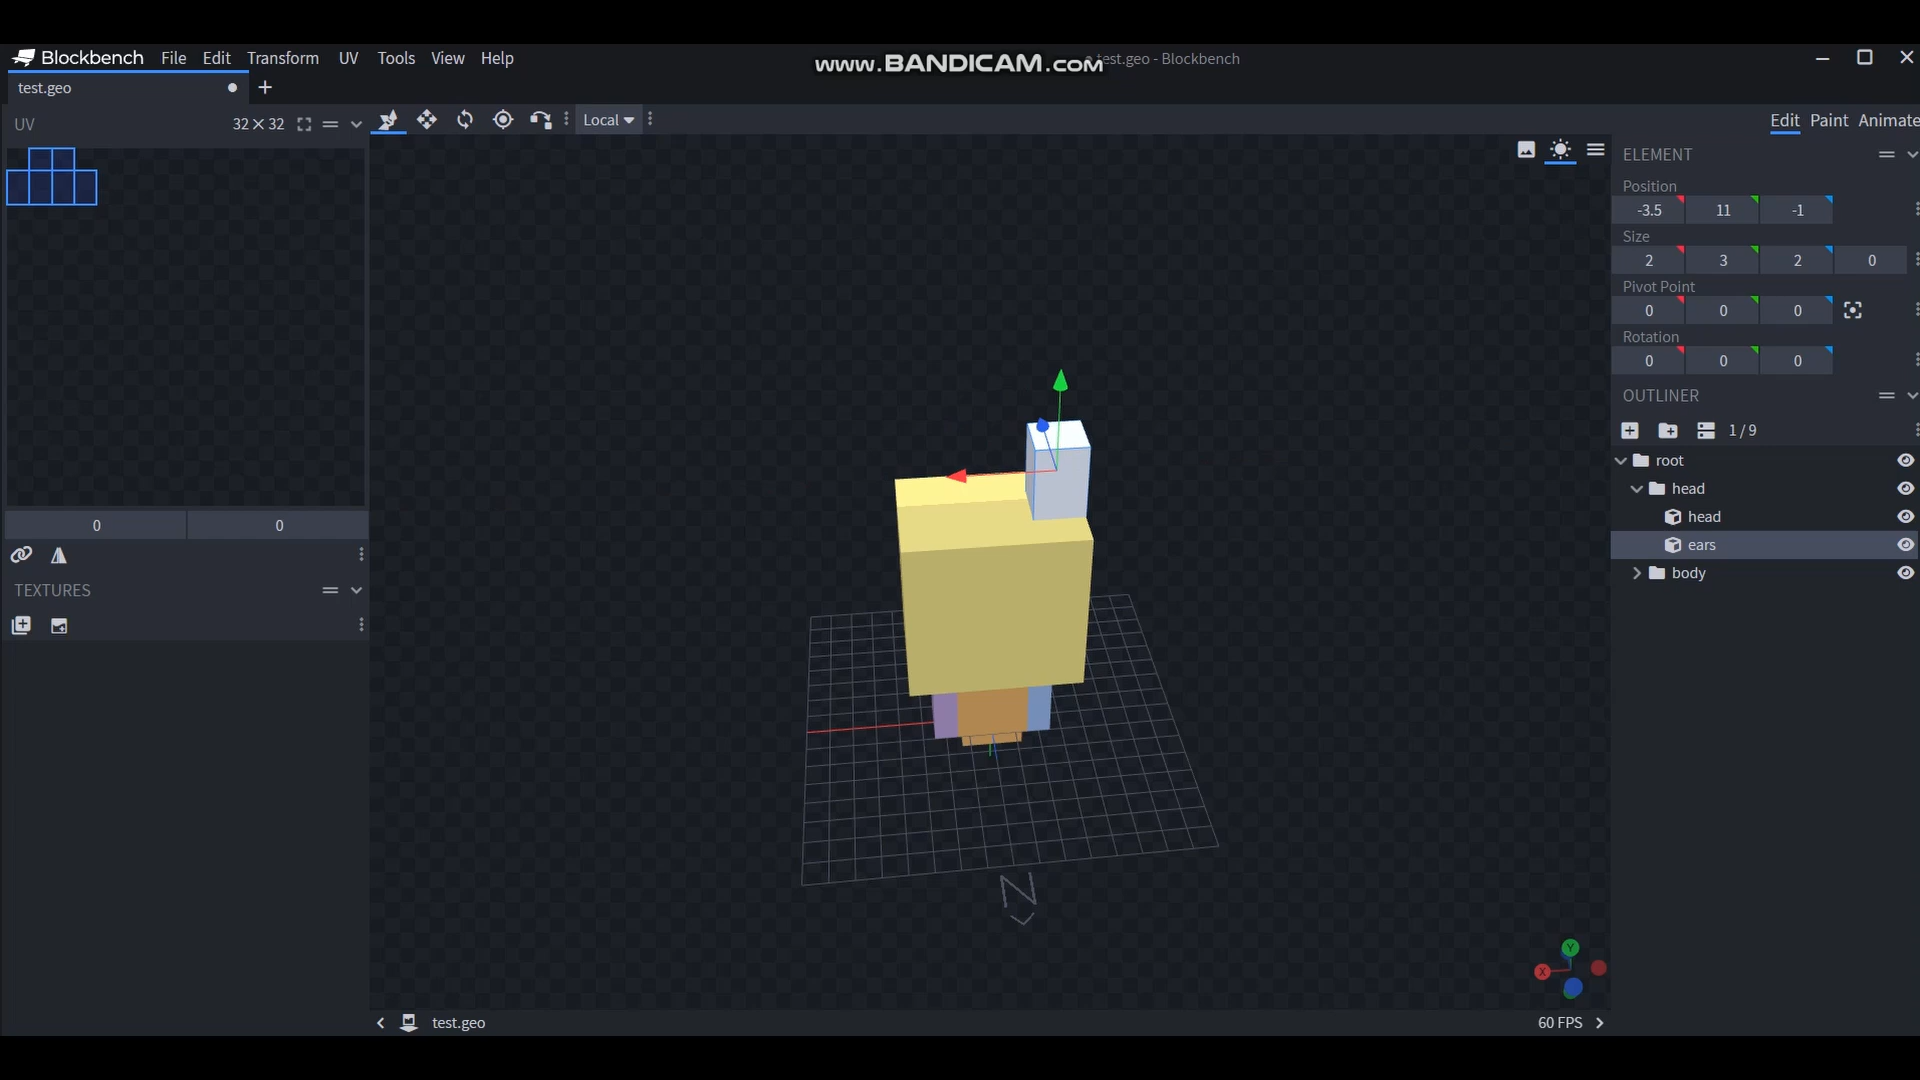 Blockbench File Edit Transform UV Tools View Help
www.BANDICAM.com
test.geo - Blockbench
test.geo
UV 32×32
Local
Edit Paint Animate
ELEMENT
Position
-3.5 11 -1
Size
2 3 2 0
Pivot Point
0 0 0
Rotation
0 0 0
OUTLINER
1/9
root
head
head
ears
body
0 0
TEXTURES
N
Y
X
test.geo
60 FPS